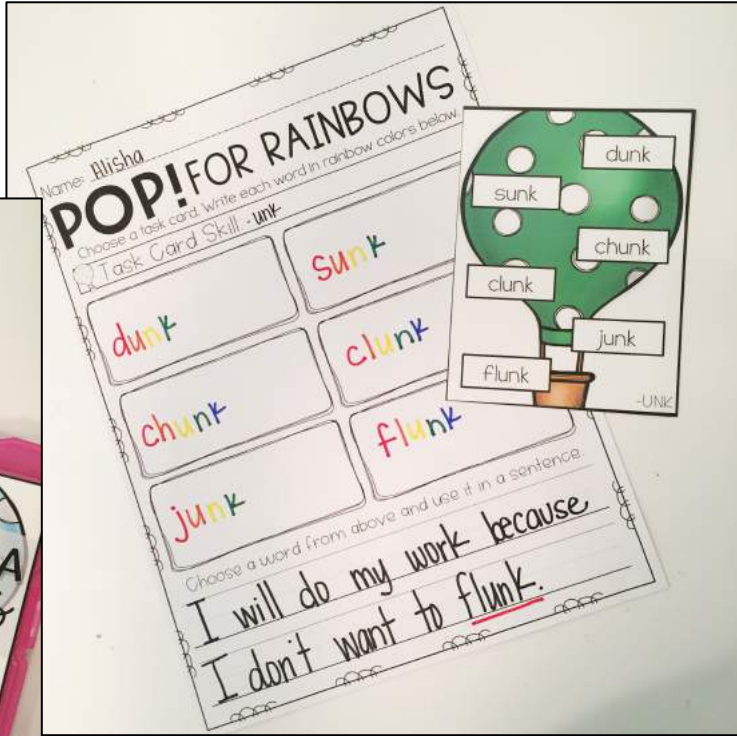 Name: Alisha
POP! FOR RAINBOWS
Choose a task card. Write each word in rainbow colors below.
Task Card Skill: -unk
dunk
sunk
chunk
clunk
junk
flunk
Choose a word from above and use it in a sentence.
I will do my work because
I don't want to flunk.
dunk
sunk
chunk
clunk
junk
flunk
-UNK
A